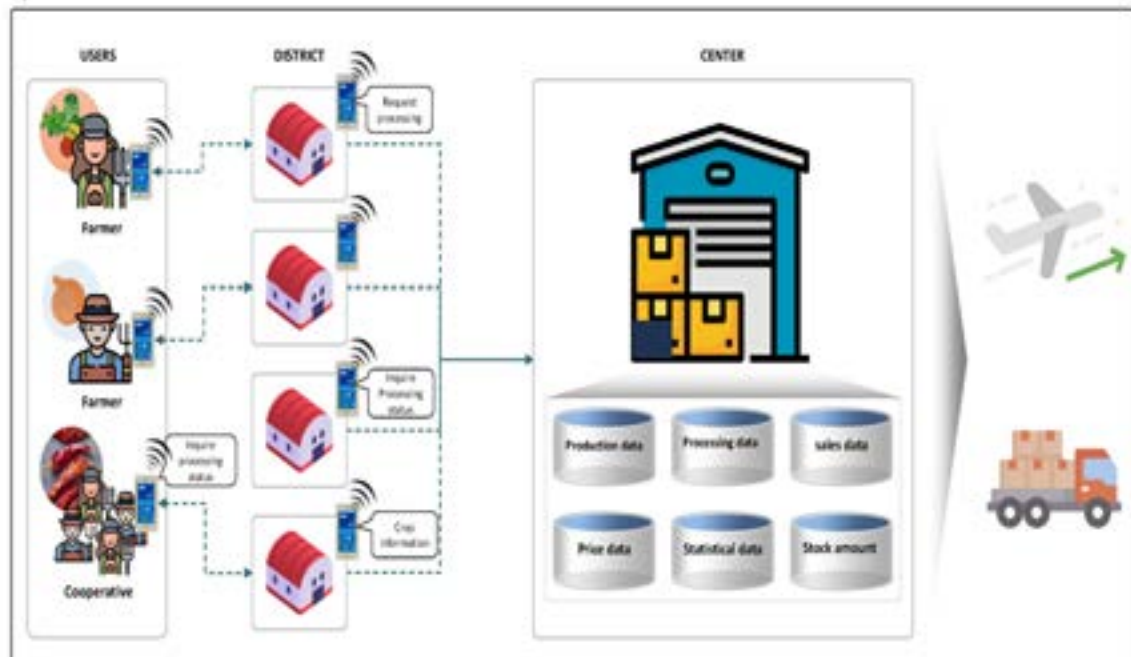 USERS
DISTRICT
CENTER
Request
processing
Farmer
Farmer
Inquire
Processing
status
Inquire
processing
status
Crop
information
Cooperative
Production data
Processing data
sales data
Price data
Statistical data
Stock amount